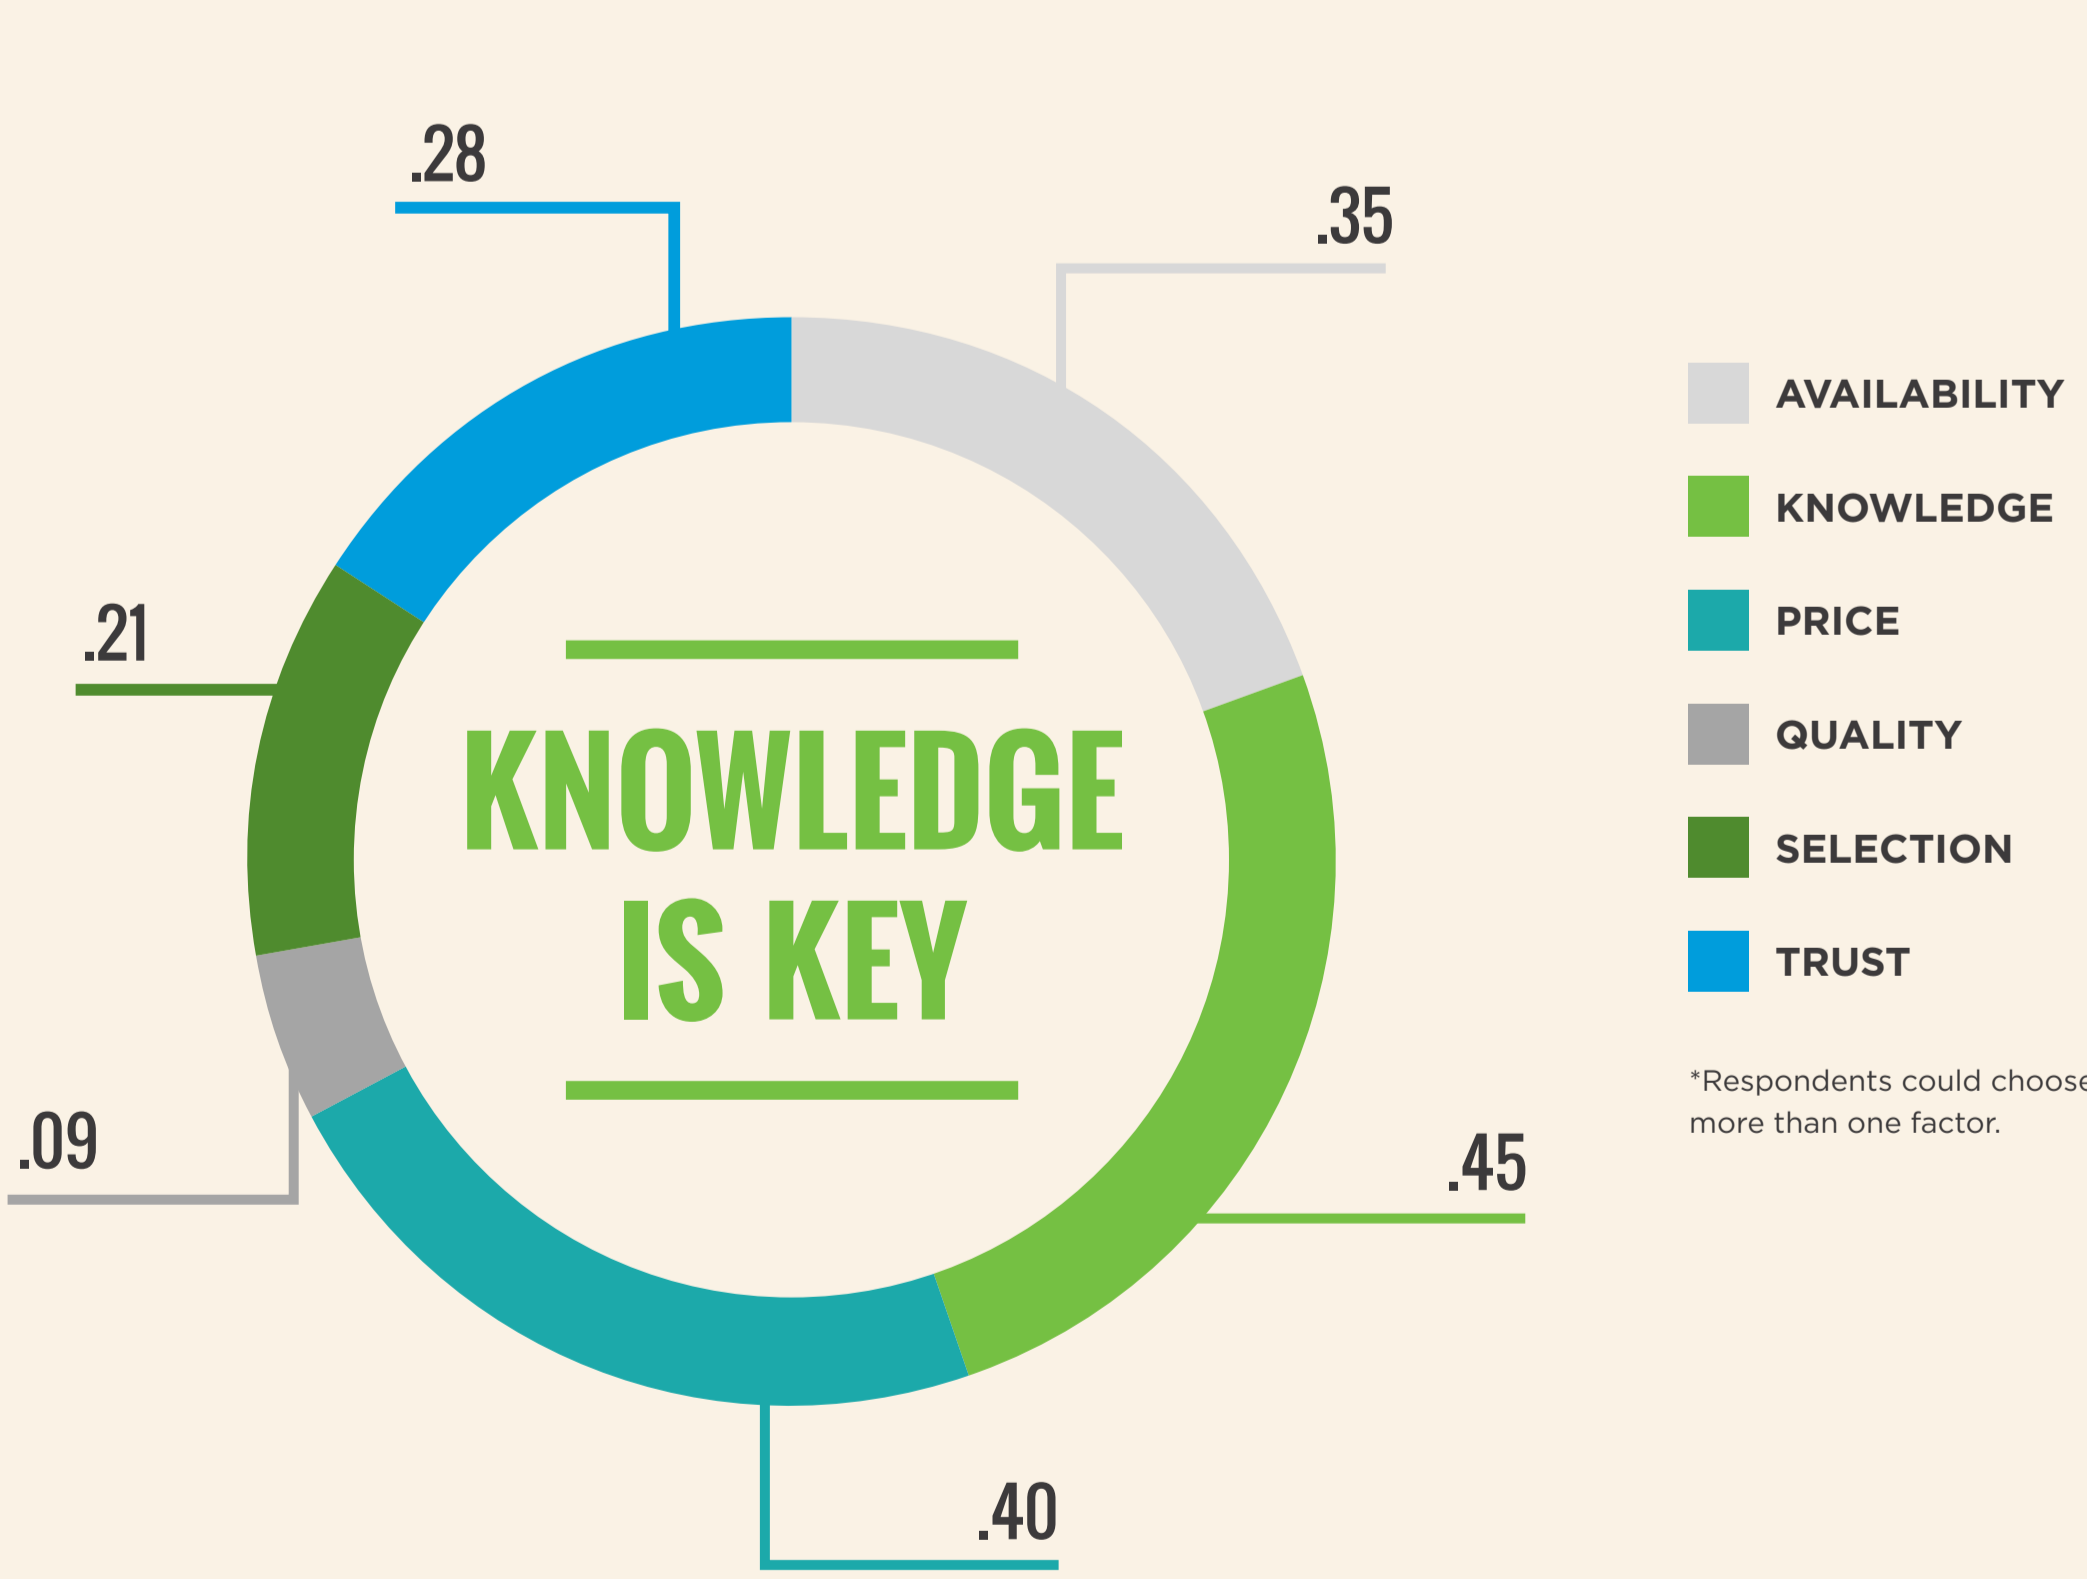 .28
.35
.21
KNOWLEDGE
IS KEY
.09
.45
.40
AVAILABILITY
KNOWLEDGE
PRICE
QUALITY
SELECTION
TRUST
*Respondents could choose
more than one factor.